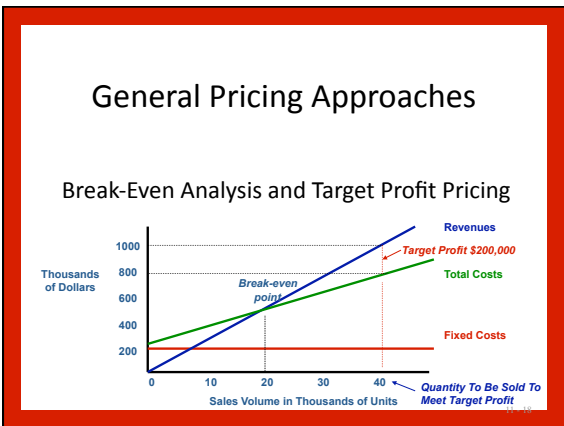 General Pricing Approaches
Break-Even Analysis and Target Profit Pricing
Revenues
1000
Target Profit $200,000
Thousands
of Dollars
800
Total Costs
Break-even
point
600
400
Fixed Costs
200
0 10 20 30 40
Quantity To Be Sold To
Meet Target Profit
Sales Volume in Thousands of Units